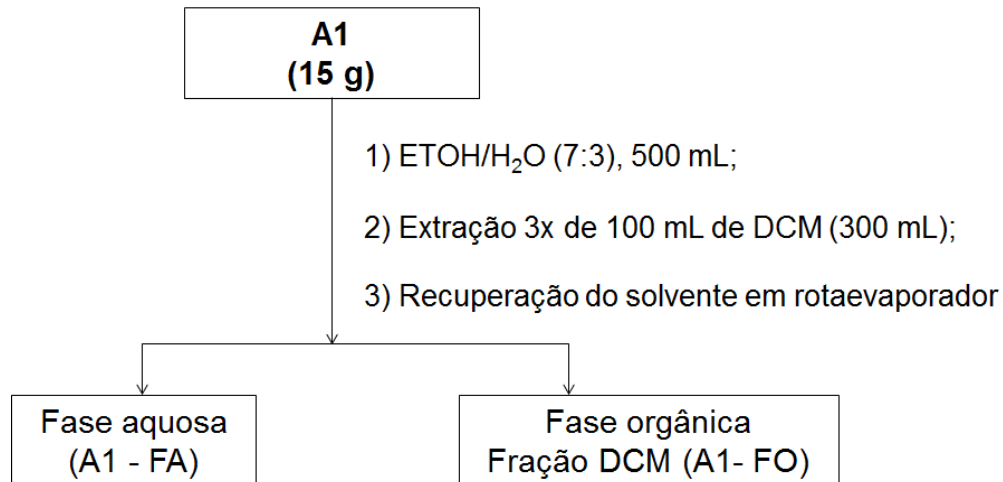 A1
(15 g)
1) ETOH/H₂O (7:3), 500 mL;
2) Extração 3x de 100 mL de DCM (300 mL);
3) Recuperação do solvente em rotaevaporador
Fase aquosa
(A1 - FA)
Fase orgânica
Fração DCM (A1- FO)